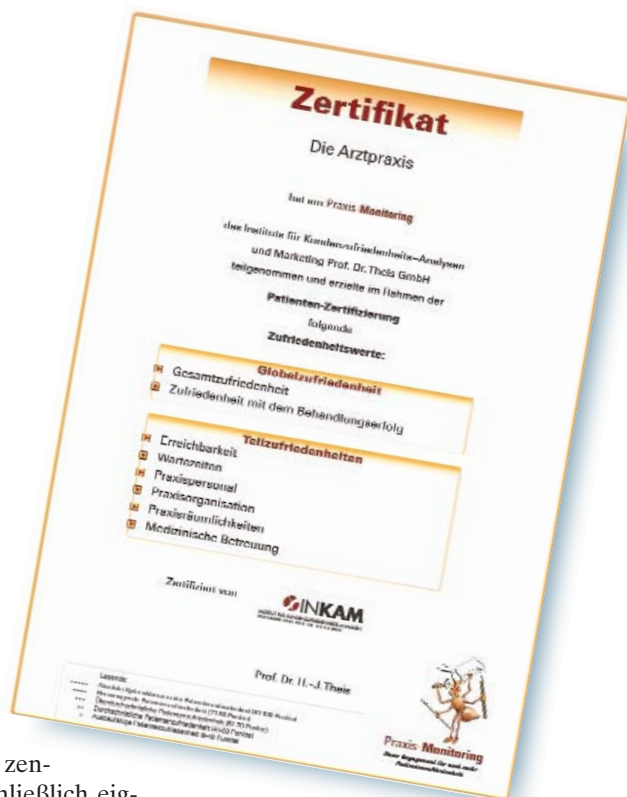 Zertifikat
Die Arztpraxis
hat am Praxis-Monitoring
des Instituts für Kundenzufriedenheits-Analysen
und Marketing Prof. Dr. Theis GmbH
teilgenommen und erzielte im Rahmen der
Patienten-Zertifizierung
folgende
Zufriedenheitswerte:
Globalzufriedenheit
Gesamtzufriedenheit
Zufriedenheit mit dem Behandlungserfolg
Teilzufriedenheiten
Erreichbarkeit
Wartezeiten
Praxispersonal
Praxisorganisation
Praxisräumlichkeiten
Medizinische Betreuung
Zertifiziert von
INKAM
Prof. Dr. H.-J. Theis
Legende:
Praxis-Monitoring
zen-
hließlich eig-